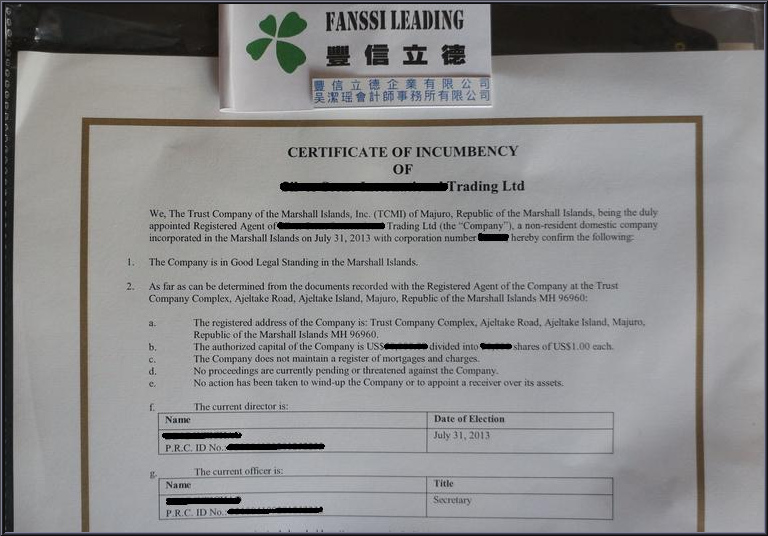 FANSSI LEADING
豐信立德
豐信立德企業有限公司
吴潔瑶會計師事務所有限公司
CERTIFICATE OF INCUMBENCY
OF
Trading Ltd
We, The Trust Company of the Marshall Islands, Inc. (TCMI) of Majuro, Republic of the Marshall Islands, being the duly
appointed Registered Agent of Trading Ltd (the “Company”), a non-resident domestic company
incorporated in the Marshall Islands on July 31, 2013 with corporation number hereby confirm the following:
1. The Company is in Good Legal Standing in the Marshall Islands.
2. As far as can be determined from the documents recorded with the Registered Agent of the Company at the Trust
Company Complex, Ajeltake Road, Ajeltake Island, Majuro, Republic of the Marshall Islands MH 96960:
a. The registered address of the Company is: Trust Company Complex, Ajeltake Road, Ajeltake Island, Majuro,
Republic of the Marshall Islands MH 96960.
b. The authorized capital of the Company is US$ divided into shares of US$1.00 each.
c. The Company does not maintain a register of mortgages and charges.
d. No proceedings are currently pending or threatened against the Company.
e. No action has been taken to wind-up the Company or to appoint a receiver over its assets.
f. The current director is:
Name Date of Election
July 31, 2013
P.R.C. ID No.:
g. The current officer is:
Name Title
Secretary
P.R.C. ID No.: